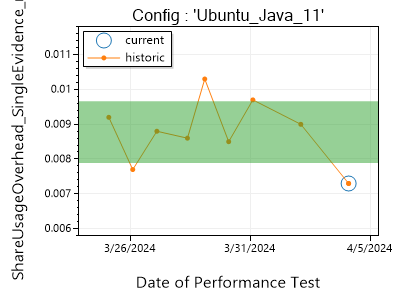 Config : 'Ubuntu_Java_11'
ShareUsageOverhead_SingleEvidence_
current
historic
0.011
0.01
0.009
0.008
0.007
0.006
3/26/2024
3/31/2024
4/5/2024
Date of Performance Test